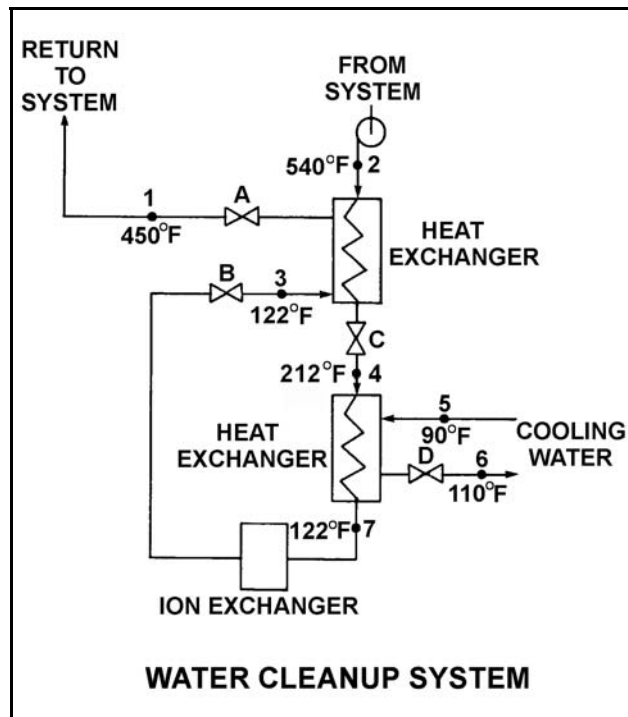 RETURN
TO
SYSTEM
FROM
SYSTEM
540°F 2
1
A
450°F
HEAT
EXCHANGER
B
3
122°F
C
212°F 4
HEAT
EXCHANGER
5
90°F
COOLING
WATER
D
6
110°F
122°F 7
ION EXCHANGER
WATER CLEANUP SYSTEM